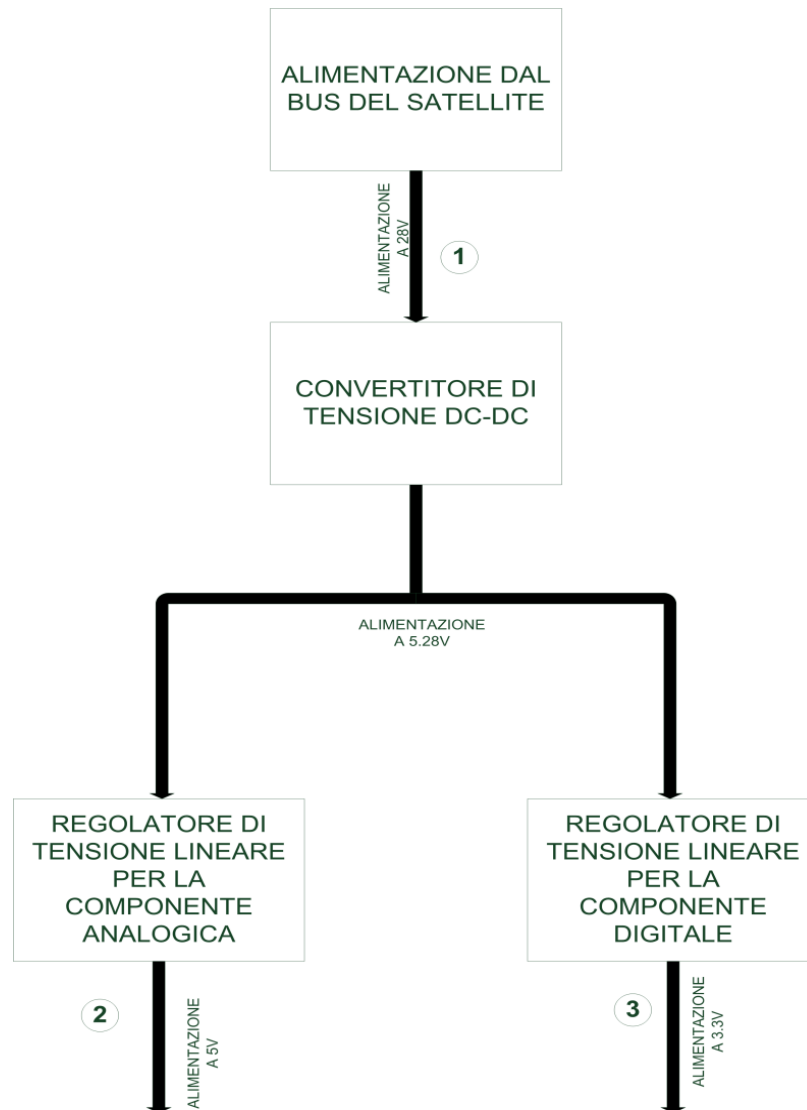 ALIMENTAZIONE DAL
BUS DEL SATELLITE
ALIMENTAZIONE
A 28V
1
CONVERTITORE DI
TENSIONE DC-DC
ALIMENTAZIONE
A 5.28V
REGOLATORE DI
TENSIONE LINEARE
PER LA
COMPONENTE
ANALOGICA
REGOLATORE DI
TENSIONE LINEARE
PER LA
COMPONENTE
DIGITALE
2
ALIMENTAZIONE
A 5V
3
ALIMENTAZIONE
A 3.3V